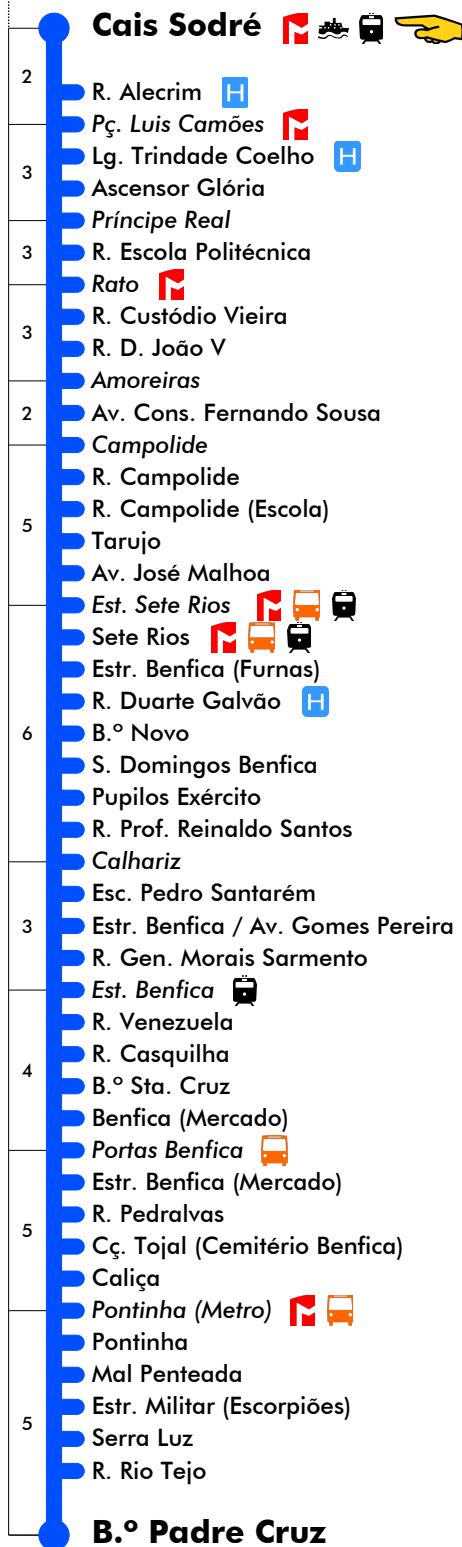 Cais Sodré
2
R. Alecrim H
Pç. Luis Camões
3
Lg. Trindade Coelho H
Ascensor Glória
Príncipe Real
3
R. Escola Politécnica
Rato
R. Custódio Vieira
3
R. D. João V
Amoreiras
2
Av. Cons. Fernando Sousa
Campolide
R. Campolide
R. Campolide (Escola)
5
Tarujo
Av. José Malhoa
Est. Sete Rios
Sete Rios
Estr. Benfica (Furnas)
R. Duarte Galvão H
6
B.º Novo
S. Domingos Benfica
Pupilos Exército
R. Prof. Reinaldo Santos
Calhariz
Esc. Pedro Santarém
3
Estr. Benfica / Av. Gomes Pereira
R. Gen. Morais Sarmento
Est. Benfica
R. Venezuela
R. Casquilha
4
B.º Sta. Cruz
Benfica (Mercado)
Portas Benfica
Estr. Benfica (Mercado)
R. Pedralvas
5
Cç. Tojal (Cemitério Benfica)
Caliça
Pontinha (Metro)
Pontinha
Mal Penteada
Estr. Militar (Escorpiões)
5
Serra Luz
R. Rio Tejo
B.º Padre Cruz